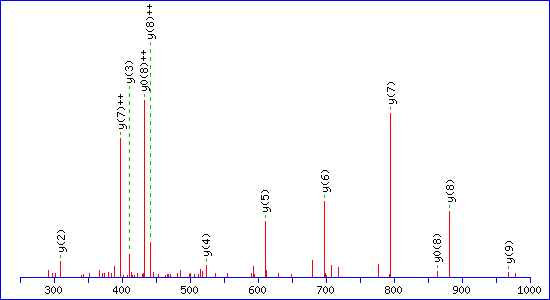 y(2)
y(7)++
y(3)
y0(8)++
y(8)++
y(4)
y(5)
y(6)
y(7)
y0(8)
y(8)
y(9)
300 400 500 600 700 800 900 1000